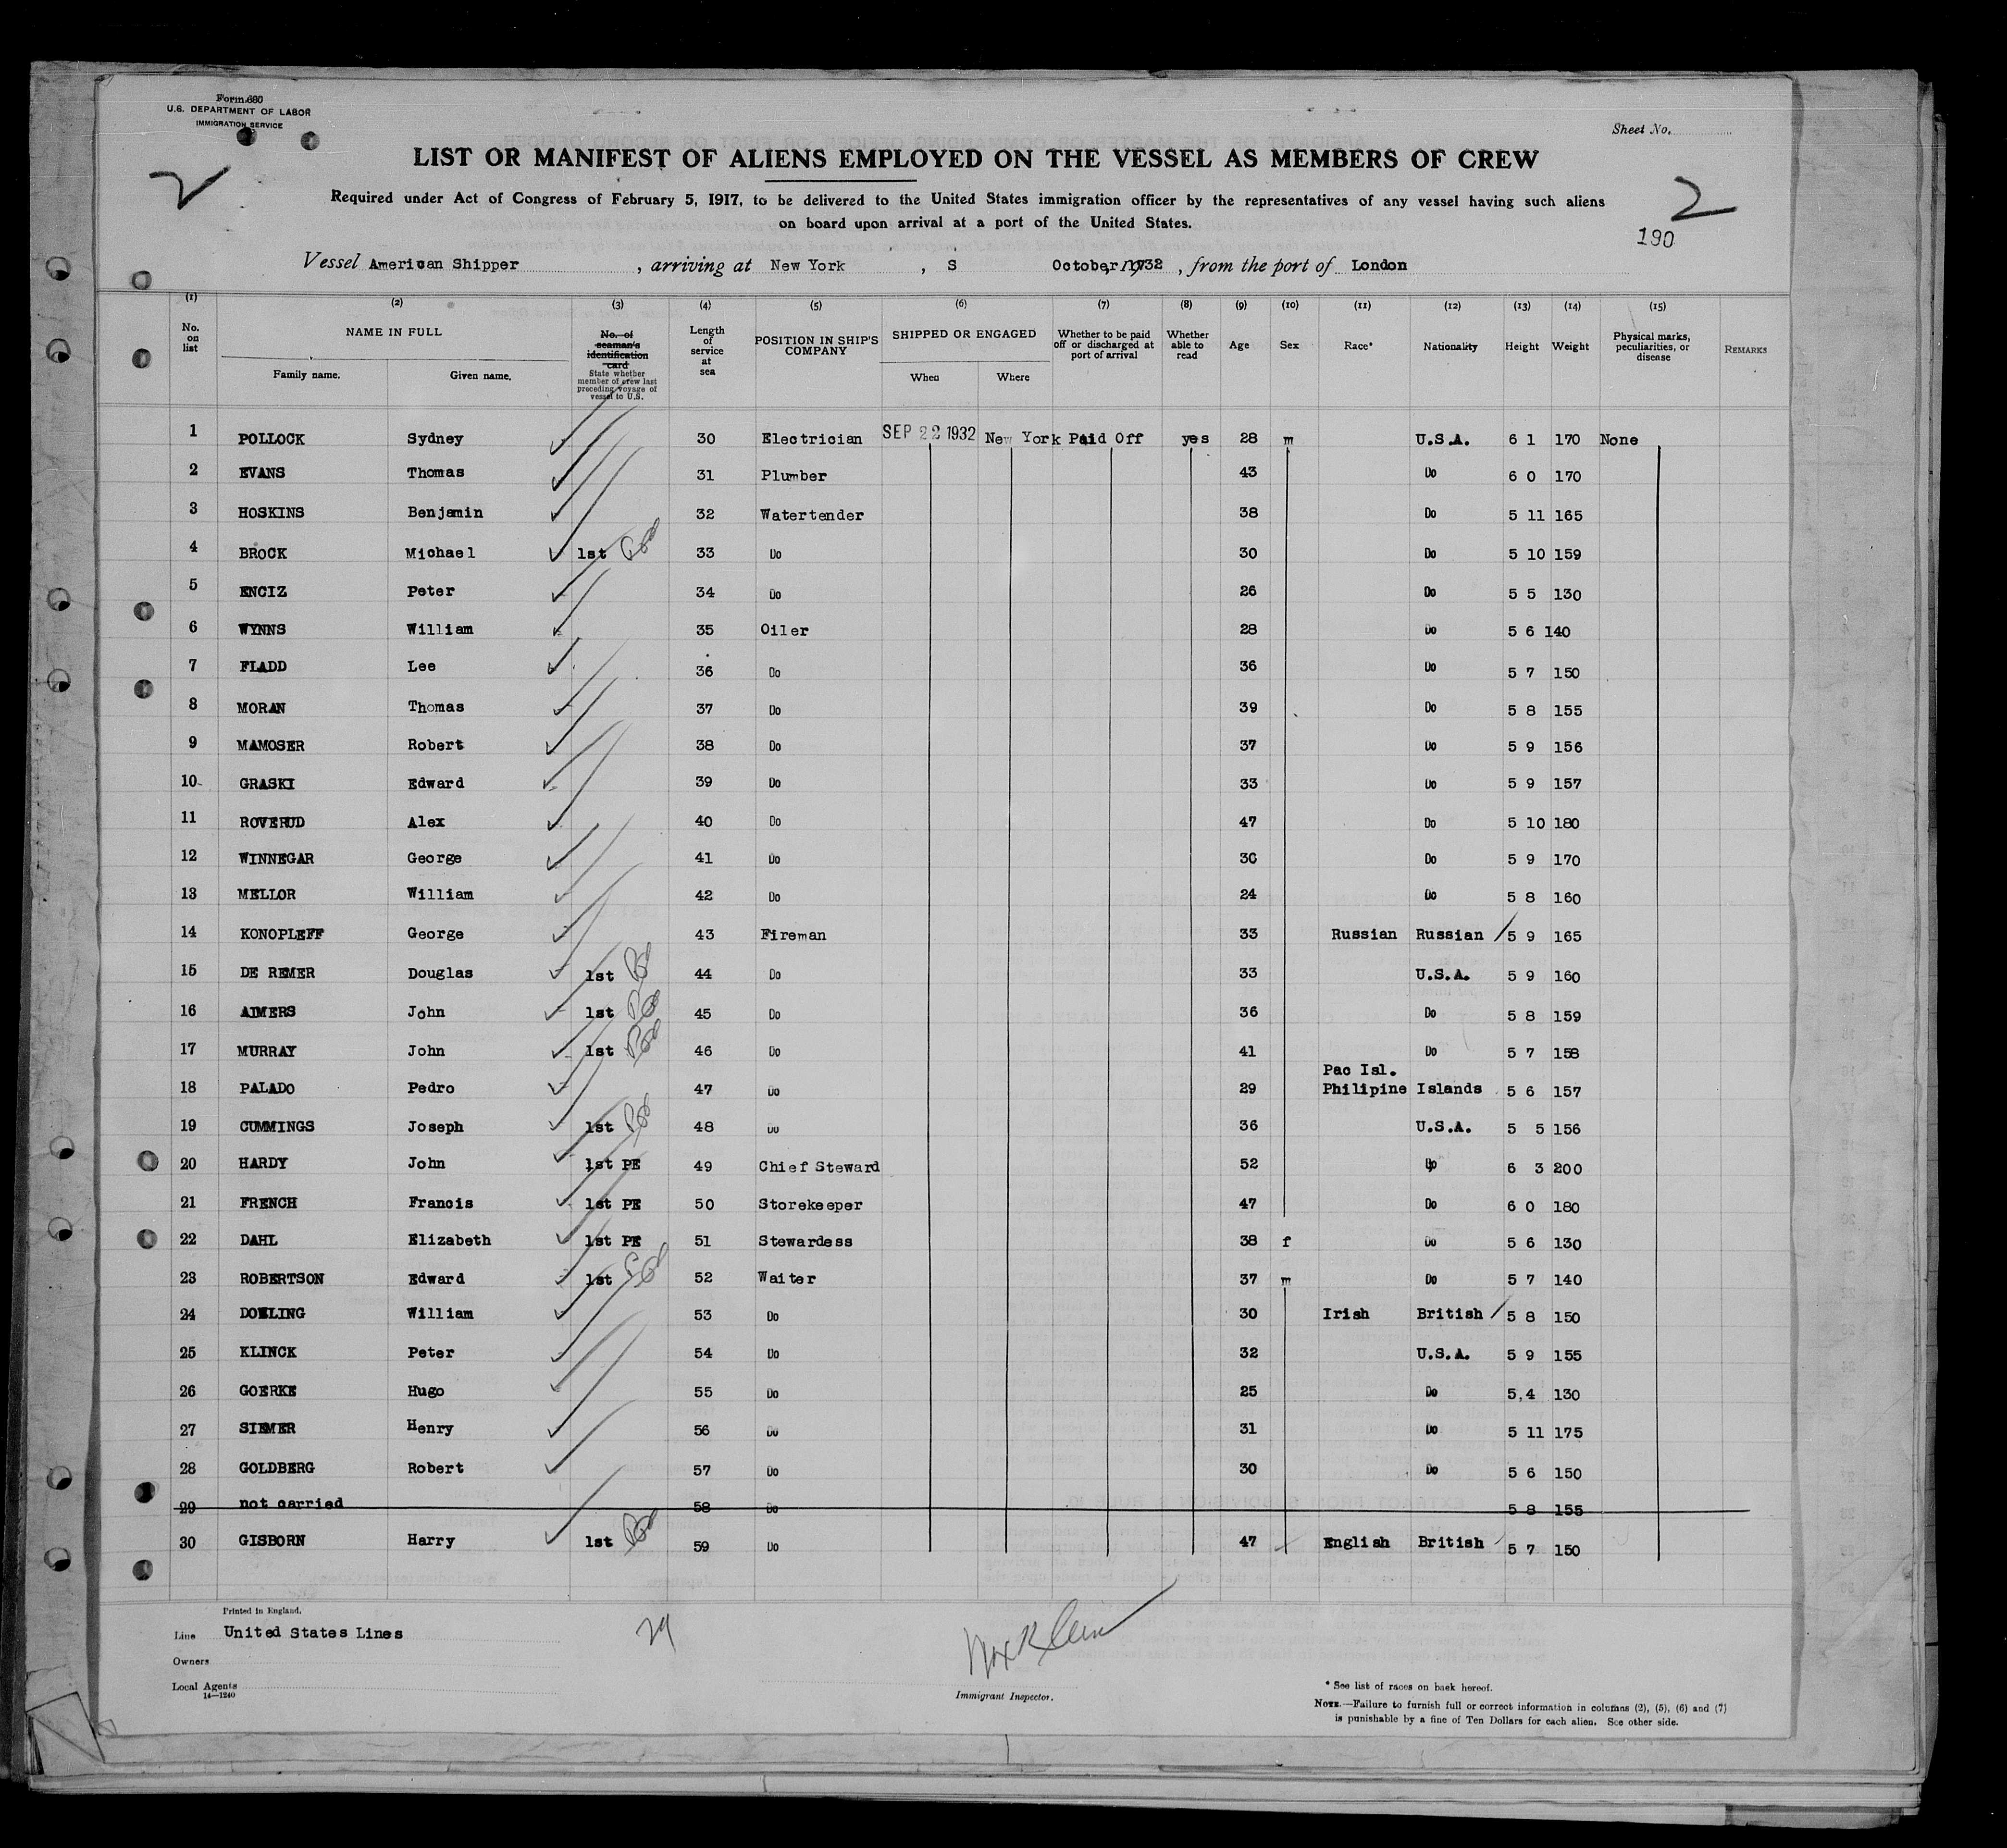 Form 680
U.S. DEPARTMENT OF LABOR
IMMIGRATION SERVICE
Sheet No.
LIST OR MANIFEST OF ALIENS EMPLOYED ON THE VESSEL AS MEMBERS OF CREW
Required under Act of Congress of February 5, 1917, to be delivered to the United States immigration officer by the representatives of any vessel having such aliens
on board upon arrival at a port of the United States.
2
190
Vessel American Shipper, arriving at New York, S October 1932, from the port of London
(1) (2) (3) (4) (5) (6) (7) (8) (9) (10) (11) (12) (13) (14) (15)
No. on list
NAME IN FULL
Family name. Given name.
No. of seaman's identification card
State whether member of crew last preceding voyage of vessel to U.S.
Length of service at sea
POSITION IN SHIP'S COMPANY
SHIPPED OR ENGAGED
When Where
Whether to be paid off or discharged at port of arrival
Whether able to read
Age
Sex
Race*
Nationality
Height
Weight
Physical marks, peculiarities, or disease
REMARKS
1 POLLOCK Sydney 30 Electrician SEP 22 1932 New York Paid Off yes 28 m U.S.A. 6 1 170 None
2 EVANS Thomas 31 Plumber 43 Do 6 0 170
3 HOSKINS Benjamin 32 Watertender 38 Do 5 11 165
4 BROCK Michael 1st 33 Do 30 Do 5 10 159
5 ENCIZ Peter 34 Do 26 Do 5 5 130
6 WYNNS William 35 Oiler 28 Do 5 6 140
7 FLADD Lee 36 Do 36 Do 5 7 150
8 MORAN Thomas 37 Do 39 Do 5 8 155
9 MAMOSER Robert 38 Do 37 Do 5 9 156
10 GRASKI Edward 39 Do 33 Do 5 9 157
11 ROVERUD Alex 40 Do 47 Do 5 10 180
12 WINNEGAR George 41 Do 30 Do 5 9 170
13 MELLOR William 42 Do 24 Do 5 8 160
14 KONOPLEFF George 43 Fireman 33 Russian Russian 5 9 165
15 DE REMER Douglas 1st 44 Do 33 U.S.A. 5 9 160
16 AIMERS John 1st 45 Do 36 Do 5 8 159
17 MURRAY John 1st 46 Do 41 Do 5 7 158
Pac Isl.
18 PALADO Pedro 47 Do 29 Philipine Islands 5 6 157
19 CUMMINGS Joseph 1st 48 Do 36 U.S.A. 5 5 156
20 HARDY John 1st PE 49 Chief Steward 52 Do 6 3 200
21 FRENCH Francis 1st PE 50 Storekeeper 47 Do 6 0 180
22 DAHL Elizabeth 1st PE 51 Stewardess 38 f Do 5 6 130
23 ROBERTSON Edward 1st 52 Waiter 37 m Do 5 7 140
24 DOWLING William 53 Do 30 Irish British 5 8 150
25 KLINCK Peter 54 Do 32 U.S.A. 5 9 155
26 GOERKE Hugo 55 Do 25 Do 5,4 130
27 SIEMER Henry 56 Do 31 Do 5 11 175
28 GOLDBERG Robert 57 Do 30 Do 5 6 150
29 not carried 58 Do 5 8 155
30 GISBORN Harry 1st 59 Do 47 English British 5 7 150
Printed in England.
Line United States Lines
29
Owners
Local Agents
14—1240
Immigrant Inspector.
* See list of races on back hereof.
NOTE.—Failure to furnish full or correct information in columns (2), (5), (6) and (7)
is punishable by a fine of Ten Dollars for each alien. See other side.